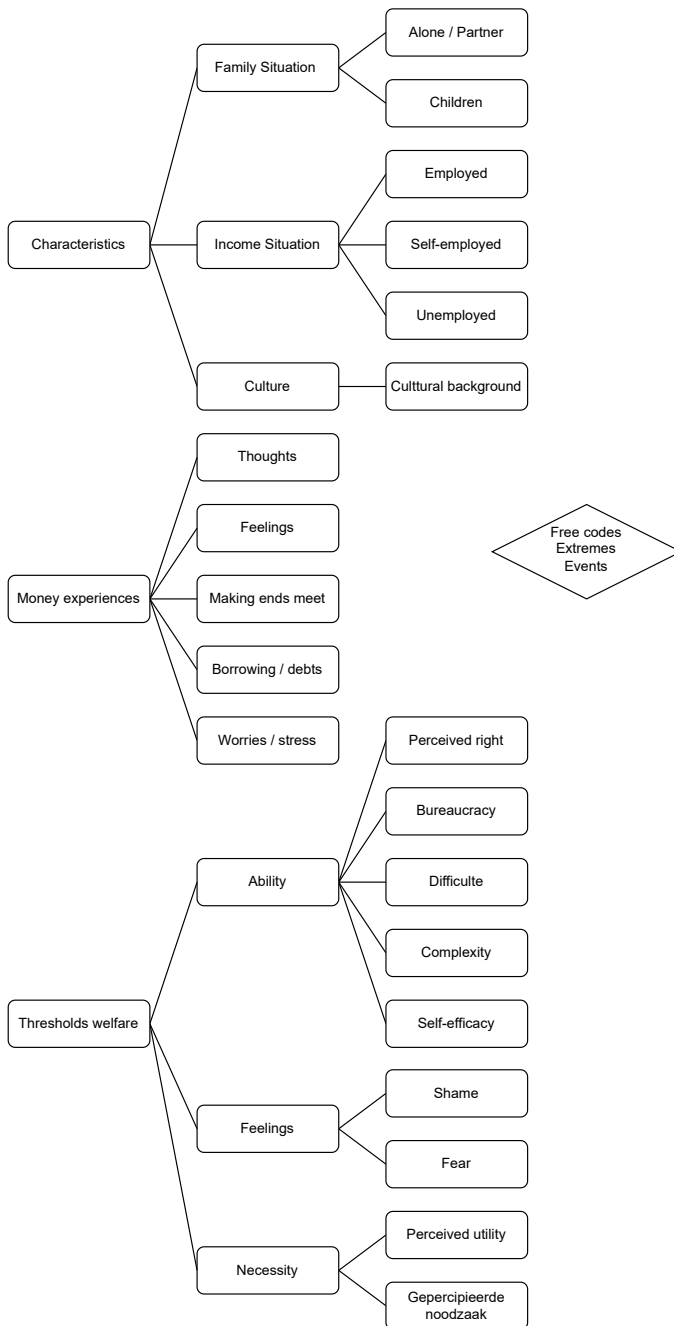 Alone / Partner
Family Situation
Children
Employed
Characteristics
Income Situation
Self-employed
Unemployed
Culture
Culttural background
Thoughts
Feelings
Free codes
Extremes
Events
Money experiences
Making ends meet
Borrowing / debts
Worries / stress
Perceived right
Bureaucracy
Ability
Difficulte
Complexity
Thresholds welfare
Self-efficacy
Shame
Feelings
Fear
Perceived utility
Necessity
Gepercipieerde
noodzaak